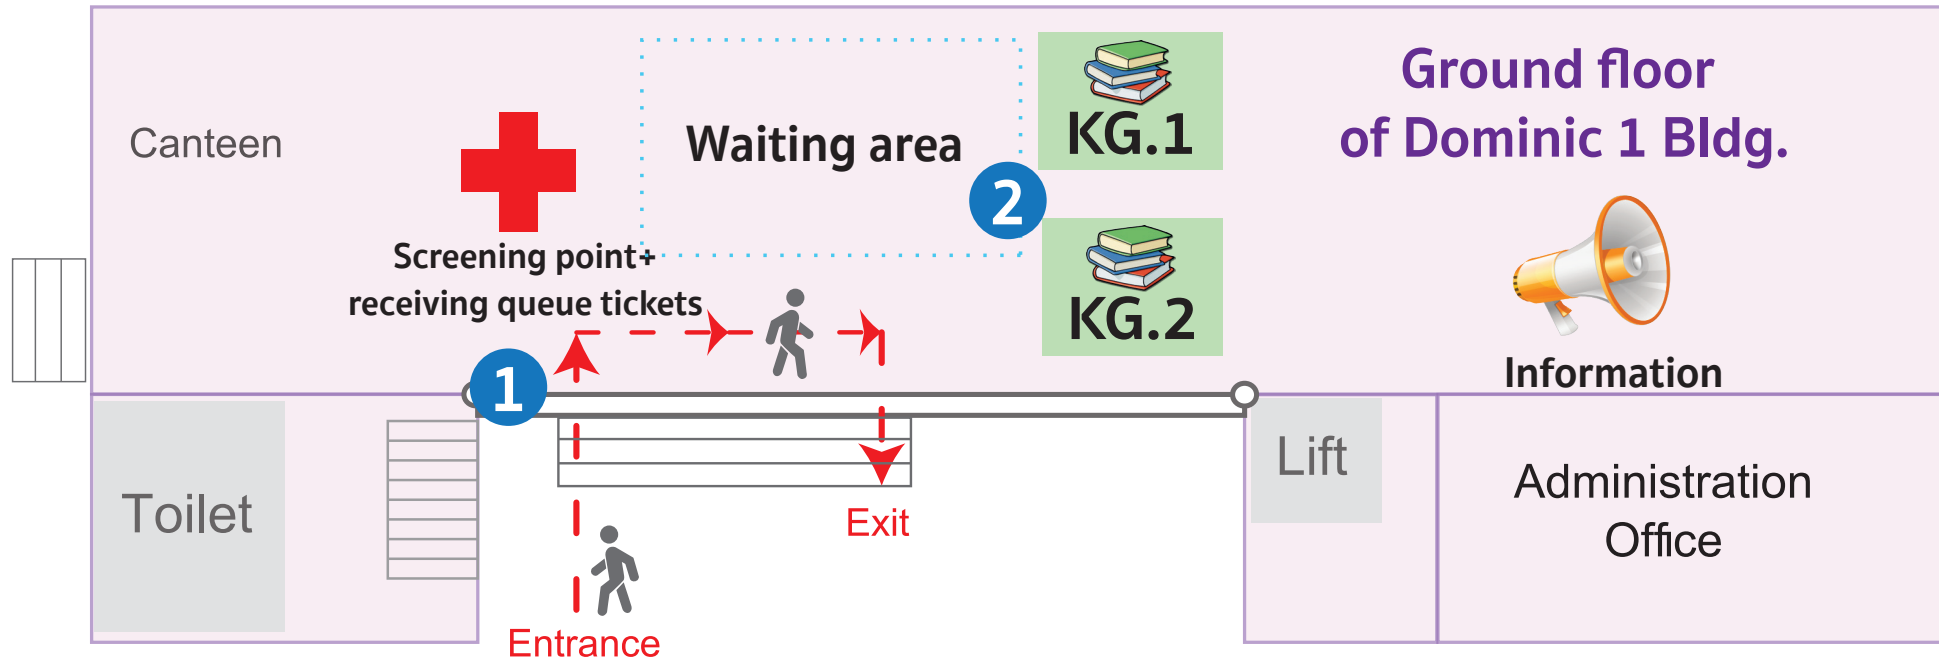 Ground floor
of Dominic 1 Bldg.
Canteen
Waiting area
KG.1
2
KG.2
Screening point+
receiving queue tickets
Information
1
Toilet
Exit
Entrance
Lift
Administration
Office